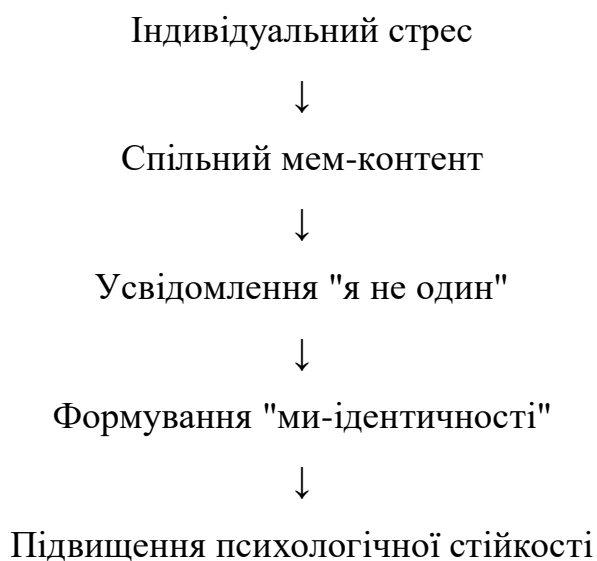 Індивідуальний стрес
↓
Спільний мем-контент
↓
Усвідомлення "я не один"
↓
Формування "ми-ідентичності"
↓
Підвищення психологічної стійкості